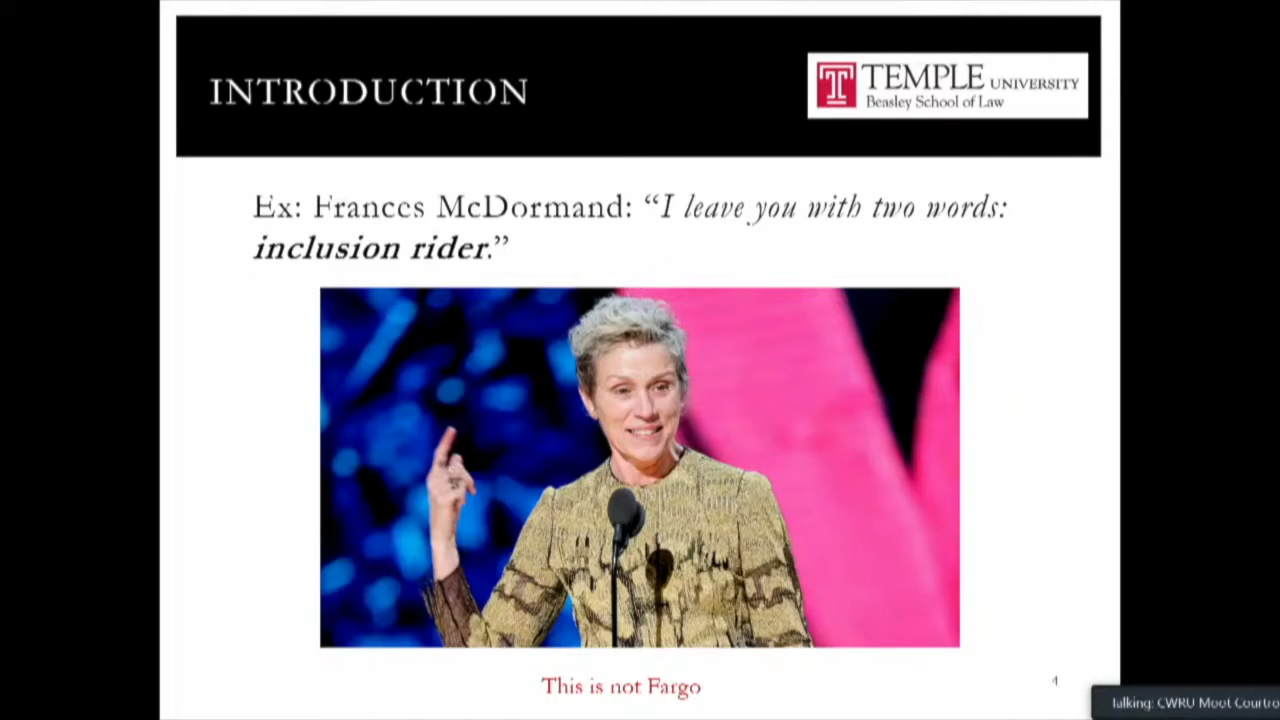 INTRODUCTION
TEMPLE UNIVERSITY
Beasley School of Law
Ex: Frances McDormand: “I leave you with two words:
inclusion rider.”
This is not Fargo
4
Talking: CWRU Moot Courtro